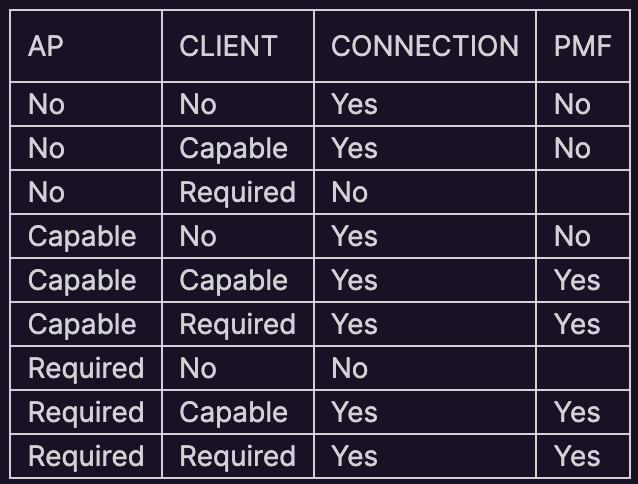 AP CLIENT CONNECTION PMF
No No Yes No
No Capable Yes No
No Required No
Capable No Yes No
Capable Capable Yes Yes
Capable Required Yes Yes
Required No No
Required Capable Yes Yes
Required Required Yes Yes